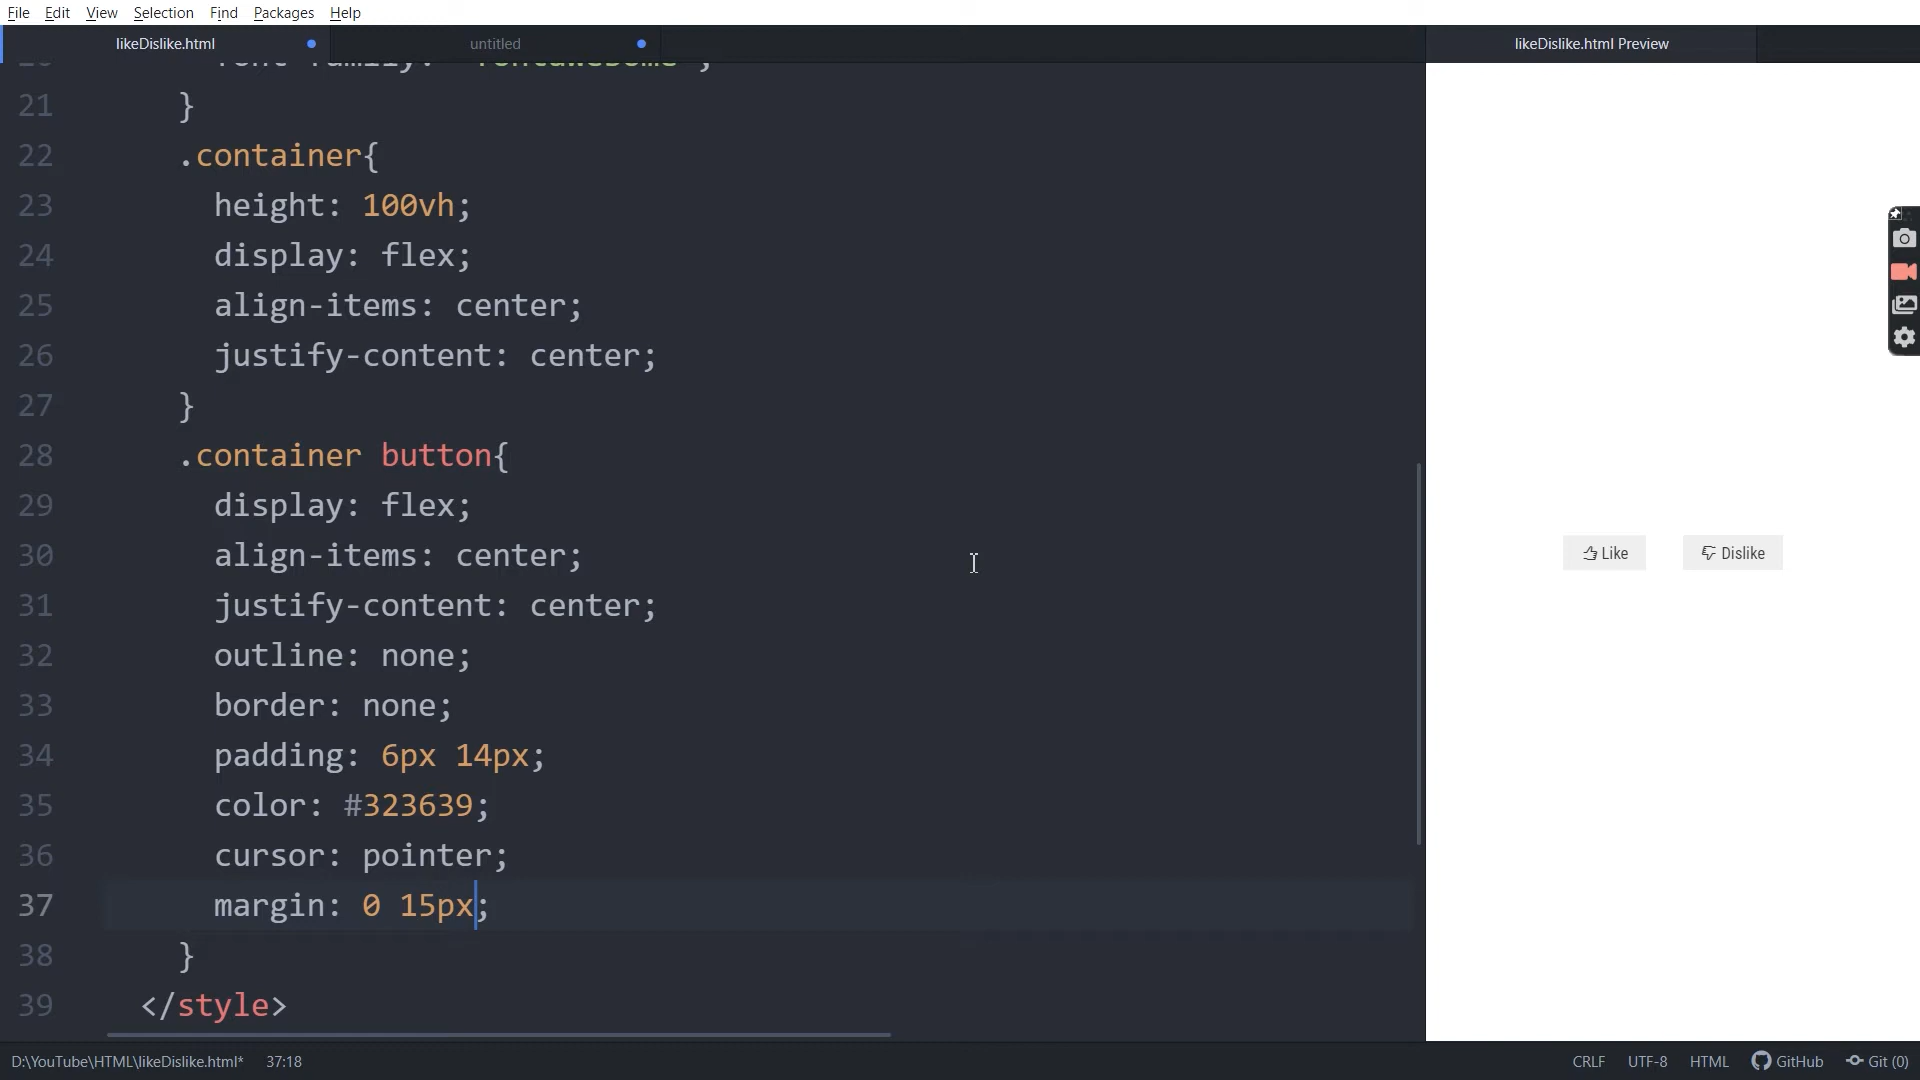 File Edit View Selection Find Packages Help
likeDislike.html untitled likeDislike.html Preview
21 }
22 .container{
23 height: 100vh;
24 display: flex;
25 align-items: center;
26 justify-content: center;
27 }
28 .container button{
29 display: flex;
30 align-items: center;
31 justify-content: center;
32 outline: none;
33 border: none;
34 padding: 6px 14px;
35 color: #323639;
36 cursor: pointer;
37 margin: 0 15px;
38 }
39 </style>
Like Dislike
D:\YouTube\HTML\likeDislike.html* 37:18 CRLF UTF-8 HTML GitHub Git (0)